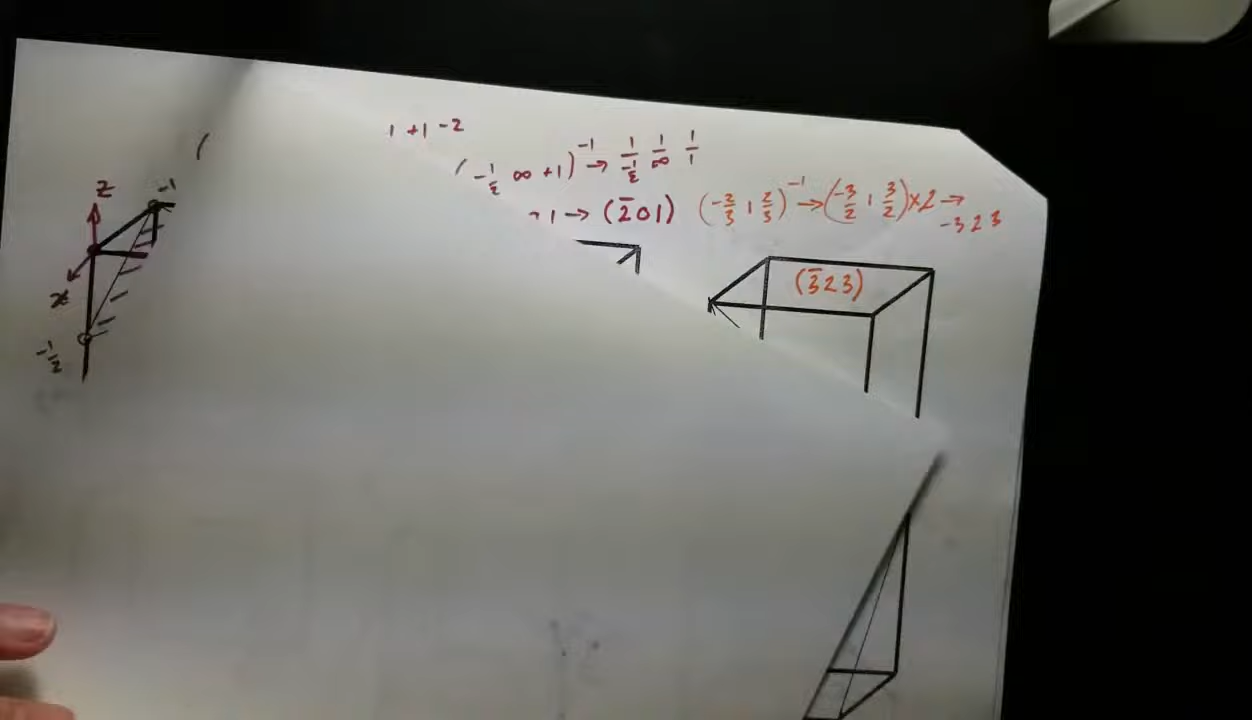 1 +1 -2
(-1/2 ∞ +1)⁻¹ → 1/(-1/2) 1/∞ 1/1
1 → (2̄01) (-2/3 1 2/3)⁻¹ → (-3/2 1 3/2)×2 →
-3 2 3
z
-1
x
-1/2
(3̄23)